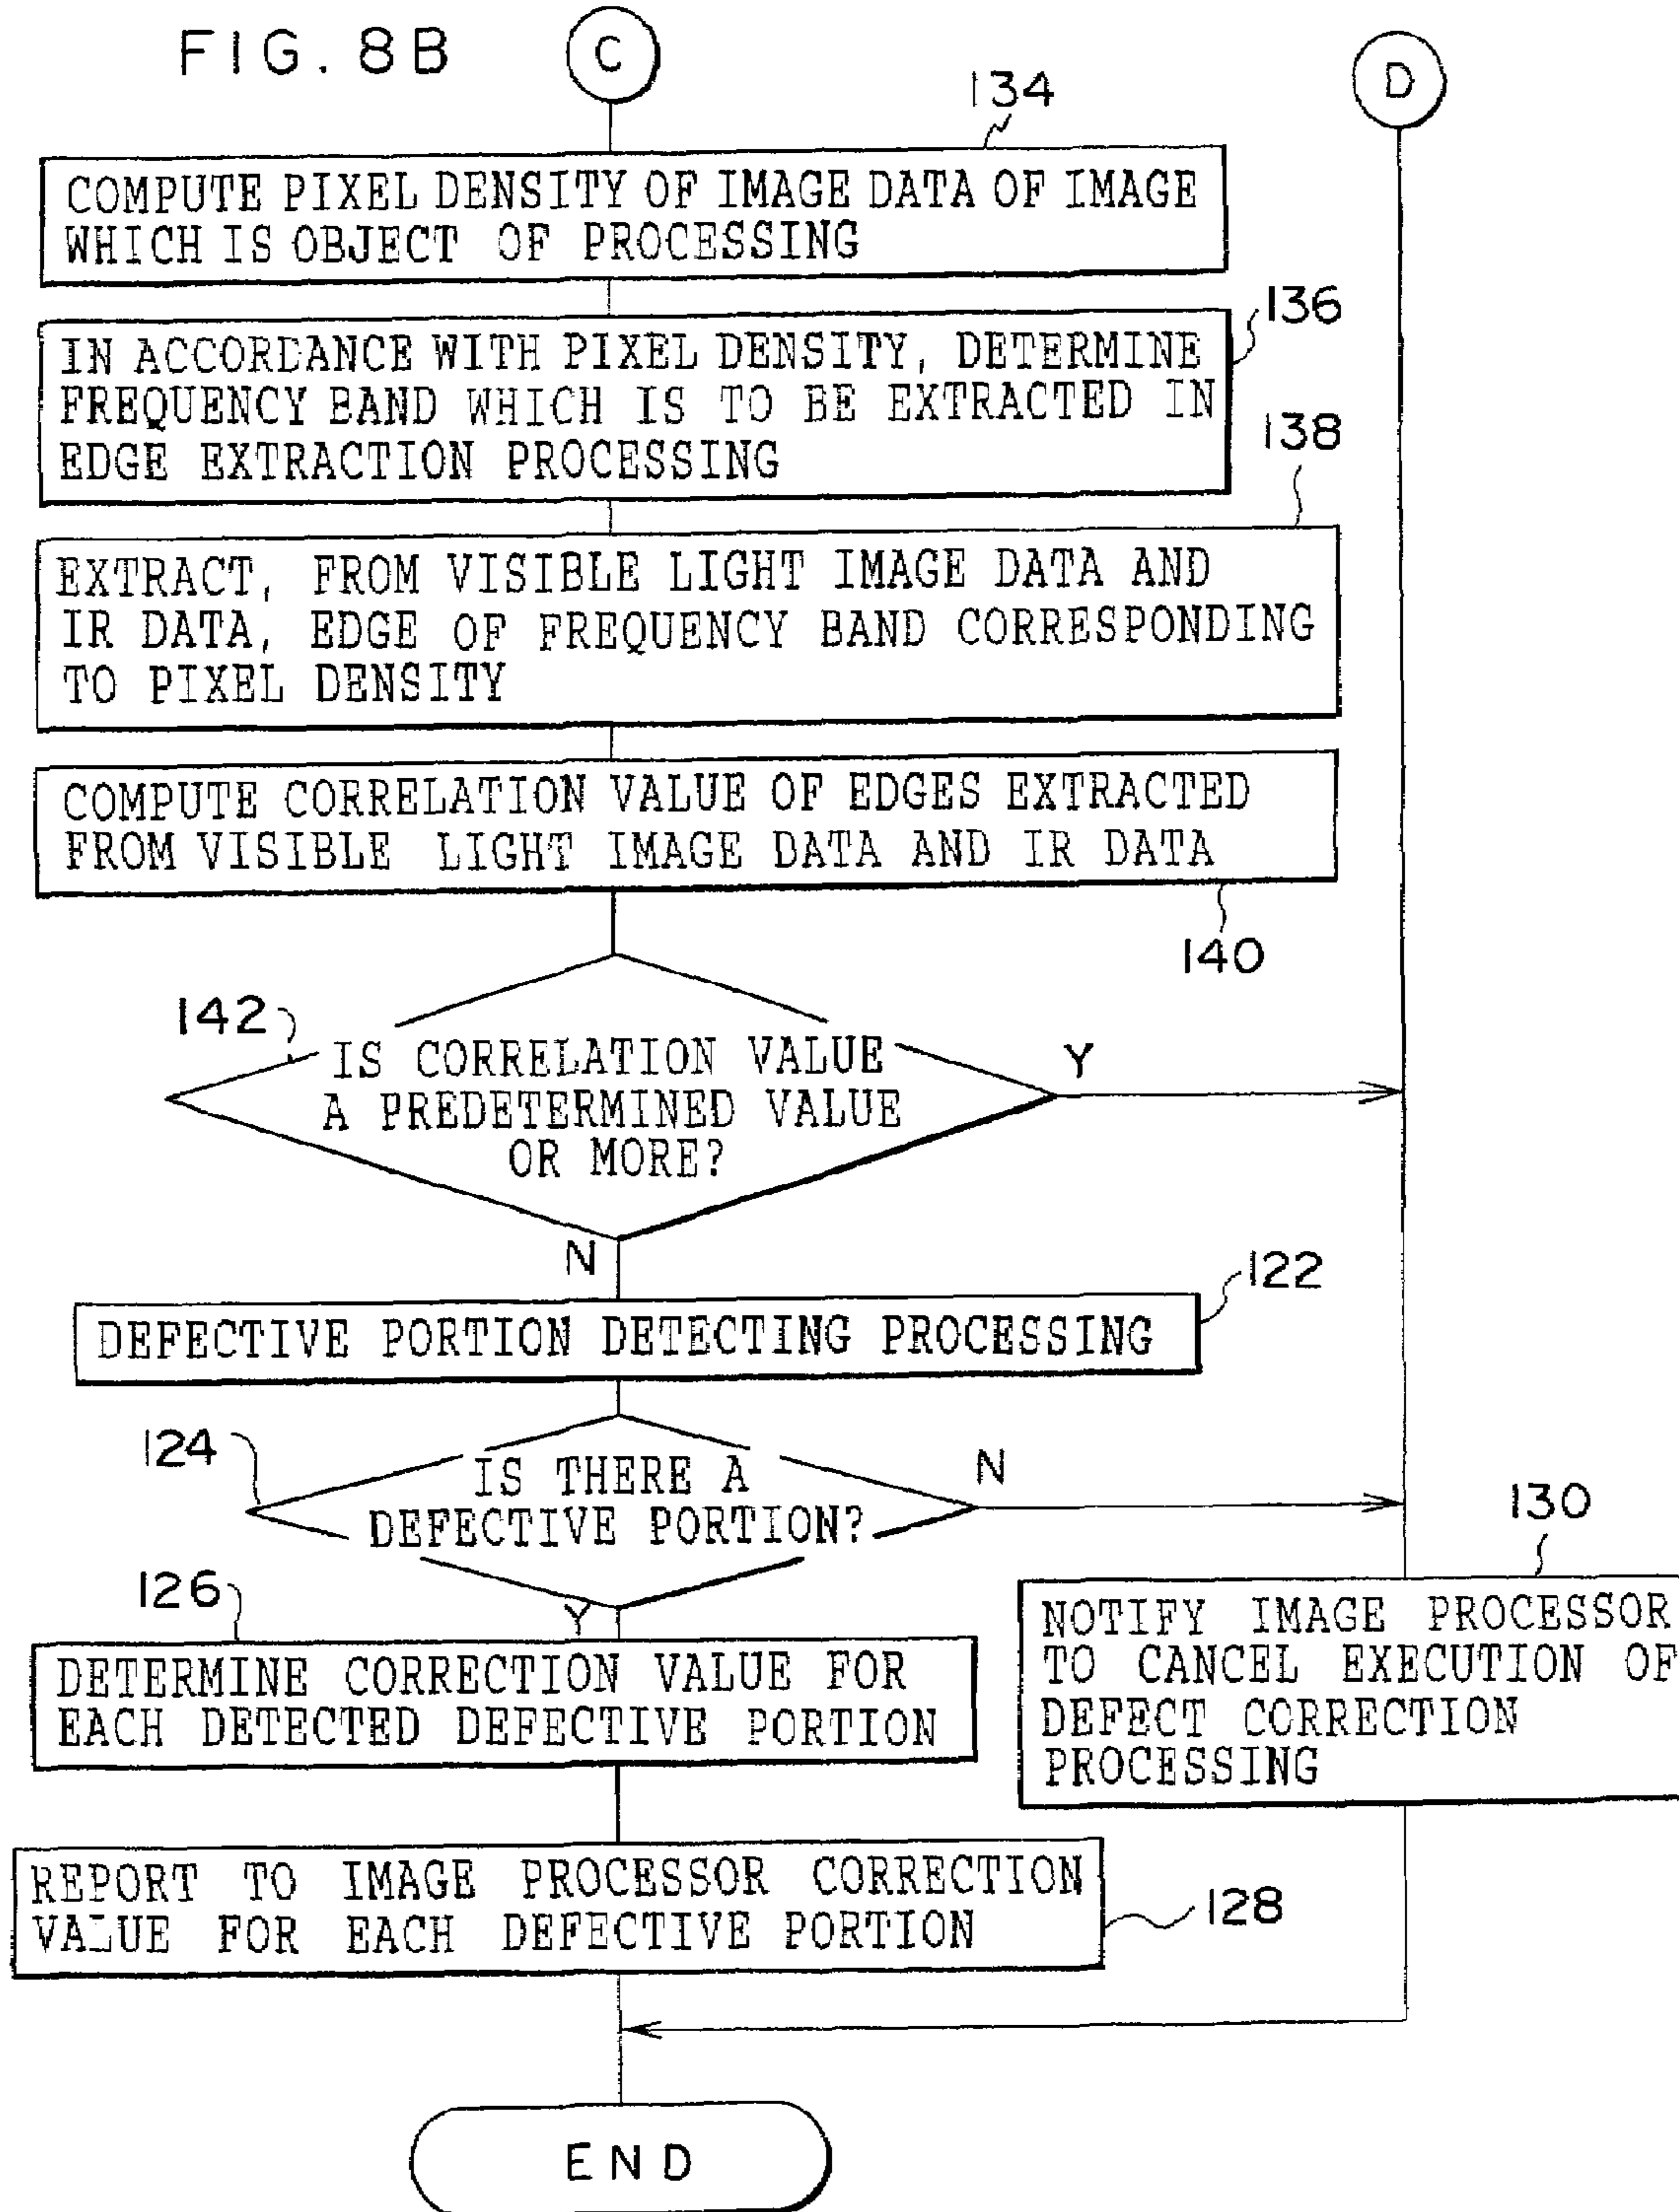 FIG. 8B
C
D
134
COMPUTE PIXEL DENSITY OF IMAGE DATA OF IMAGE
WHICH IS OBJECT OF PROCESSING
136
IN ACCORDANCE WITH PIXEL DENSITY, DETERMINE
FREQUENCY BAND WHICH IS TO BE EXTRACTED IN
EDGE EXTRACTION PROCESSING
138
EXTRACT, FROM VISIBLE LIGHT IMAGE DATA AND
IR DATA, EDGE OF FREQUENCY BAND CORRESPONDING
TO PIXEL DENSITY
COMPUTE CORRELATION VALUE OF EDGES EXTRACTED
FROM VISIBLE LIGHT IMAGE DATA AND IR DATA
140
142
IS CORRELATION VALUE
A PREDETERMINED VALUE
OR MORE?
Y
N
122
DEFECTIVE PORTION DETECTING PROCESSING
124
IS THERE A
DEFECTIVE PORTION?
N
Y
130
NOTIFY IMAGE PROCESSOR
TO CANCEL EXECUTION OF
DEFECT CORRECTION
PROCESSING
126
DETERMINE CORRECTION VALUE FOR
EACH DETECTED DEFECTIVE PORTION
REPORT TO IMAGE PROCESSOR CORRECTION
VALUE FOR EACH DEFECTIVE PORTION
128
END